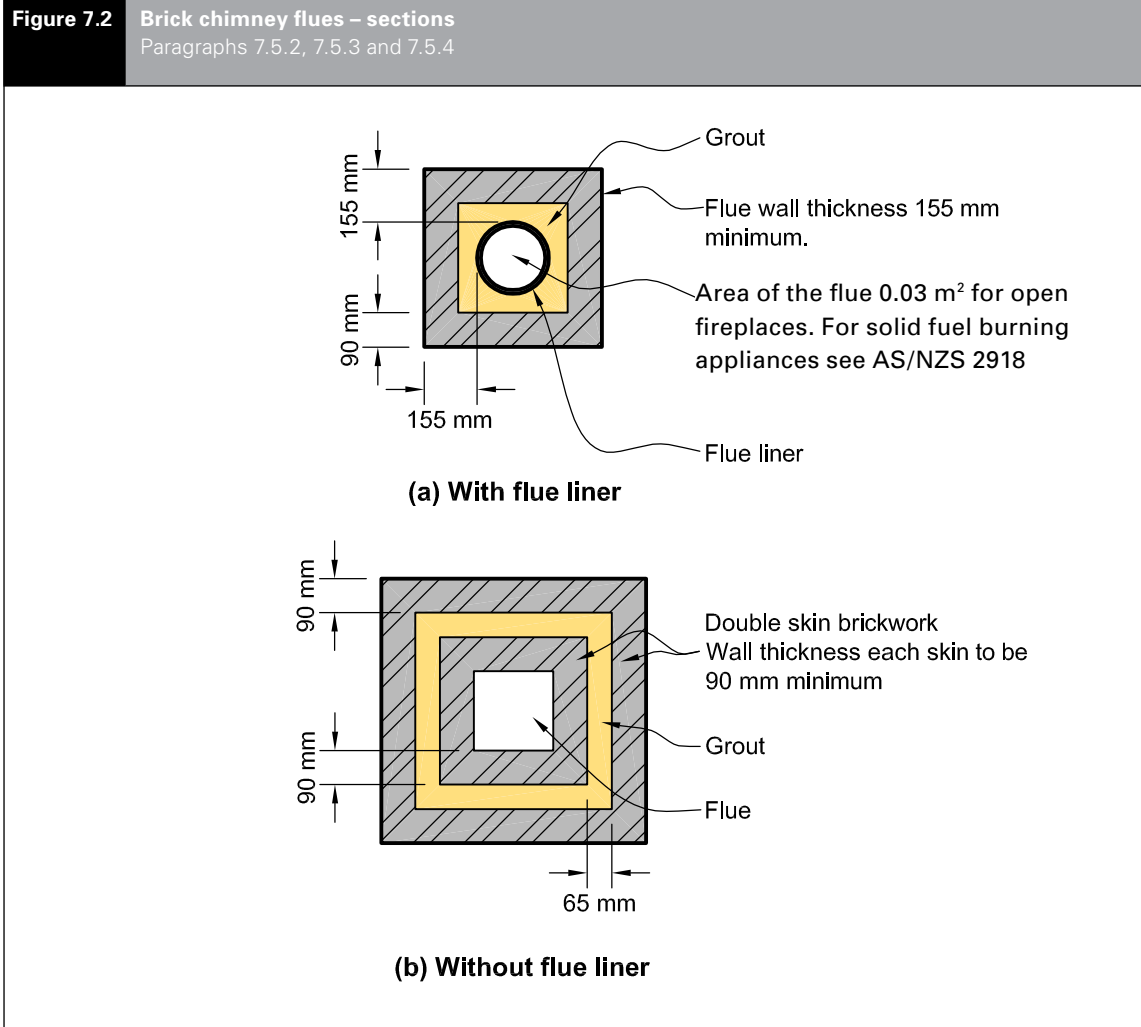 Figure 7.2
Brick chimney flues – sections
Paragraphs 7.5.2, 7.5.3 and 7.5.4
155 mm
90 mm
155 mm
Grout
Flue wall thickness 155 mm
minimum.
Area of the flue 0.03 m² for open
fireplaces. For solid fuel burning
appliances see AS/NZS 2918
Flue liner
(a) With flue liner
90 mm
90 mm
Double skin brickwork
Wall thickness each skin to be
90 mm minimum
Grout
Flue
65 mm
(b) Without flue liner